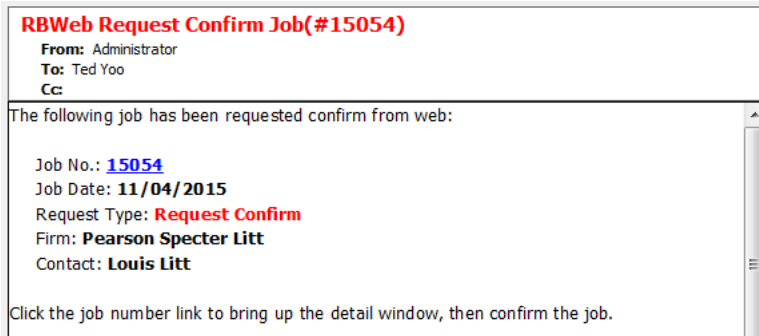 RBWeb Request Confirm Job(#15054)
From: Administrator
To: Ted Yoo
Cc:
The following job has been requested confirm from web:
Job No.: 15054
Job Date: 11/04/2015
Request Type: Request Confirm
Firm: Pearson Specter Litt
Contact: Louis Litt
Click the job number link to bring up the detail window, then confirm the job.